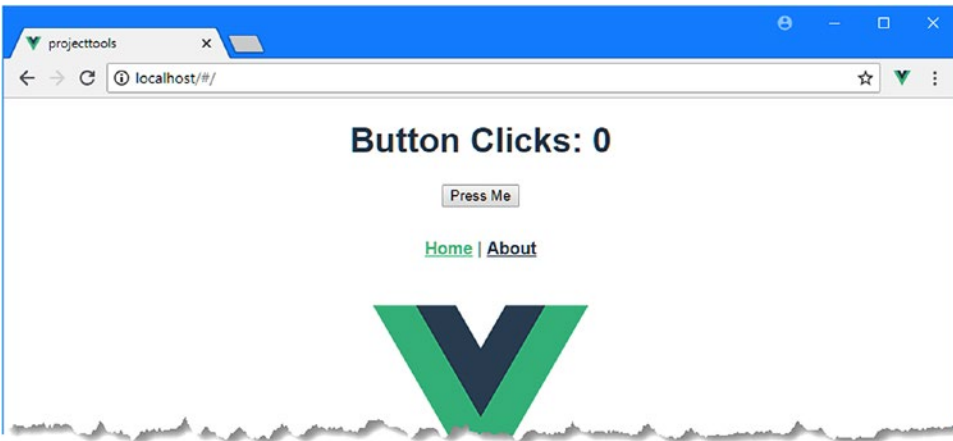 projecttools
localhost/#/
Button Clicks: 0
Press Me
Home | About